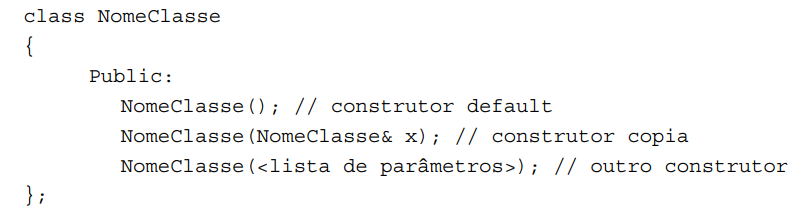 class NomeClasse
{
Public:
NomeClasse(); // construtor default
NomeClasse(NomeClasse& x); // construtor copia
NomeClasse(<lista de parâmetros>); // outro construtor
};